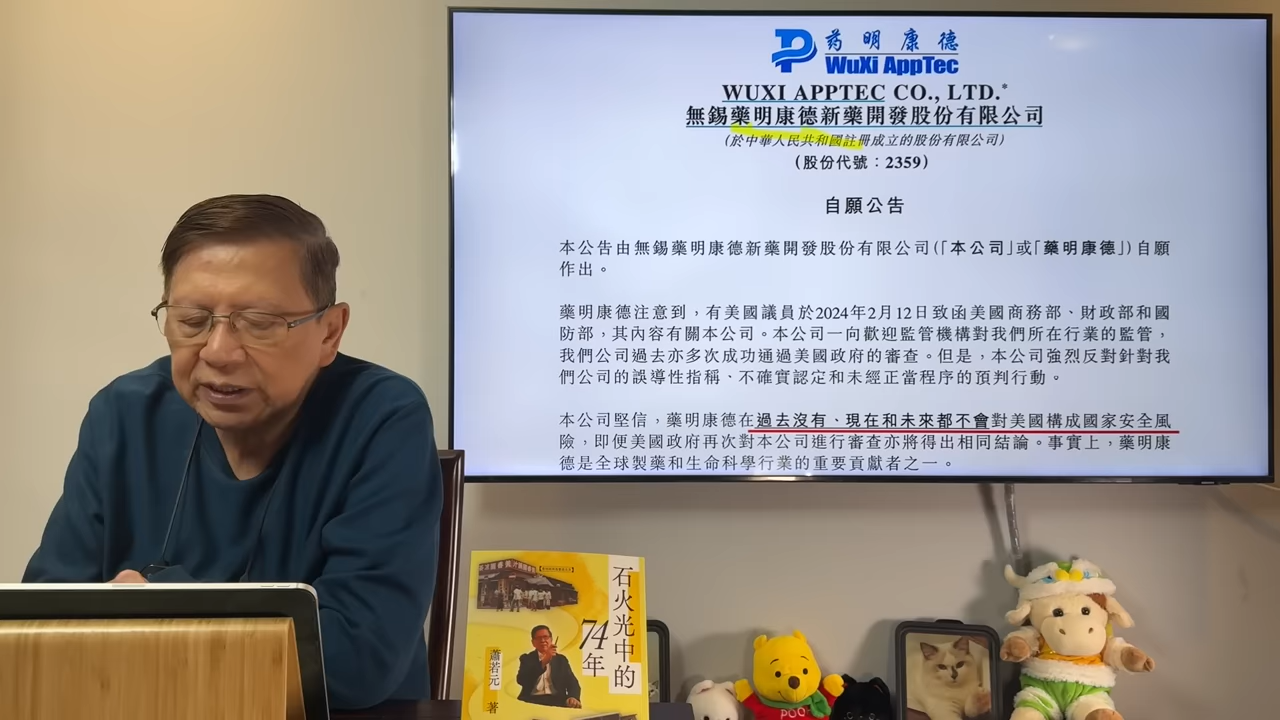 药明康德
WuXi AppTec
WUXI APPTEC CO., LTD.*
無錫藥明康德新藥開發股份有限公司
(於中華人民共和國註冊成立的股份有限公司)
(股份代號：2359)
自願公告
本公告由無錫藥明康德新藥開發股份有限公司(「本公司」或「藥明康德」)自願
作出。
藥明康德注意到，有美國議員於2024年2月12日致函美國商務部、財政部和國
防部，其內容有關本公司。本公司一向歡迎監管機構對我們所在行業的監管，
我們公司過去亦多次成功通過美國政府的審查。但是，本公司強烈反對針對我
們公司的誤導性指稱、不確實認定和未經正當程序的預判行動。
本公司堅信，藥明康德在過去沒有、現在和未來都不會對美國構成國家安全風
險，即便美國政府再次對本公司進行審查亦將得出相同結論。事實上，藥明康
德是全球製藥和生命科學行業的重要貢獻者之一。
石火光中的
74年
蕭若元 著
POO